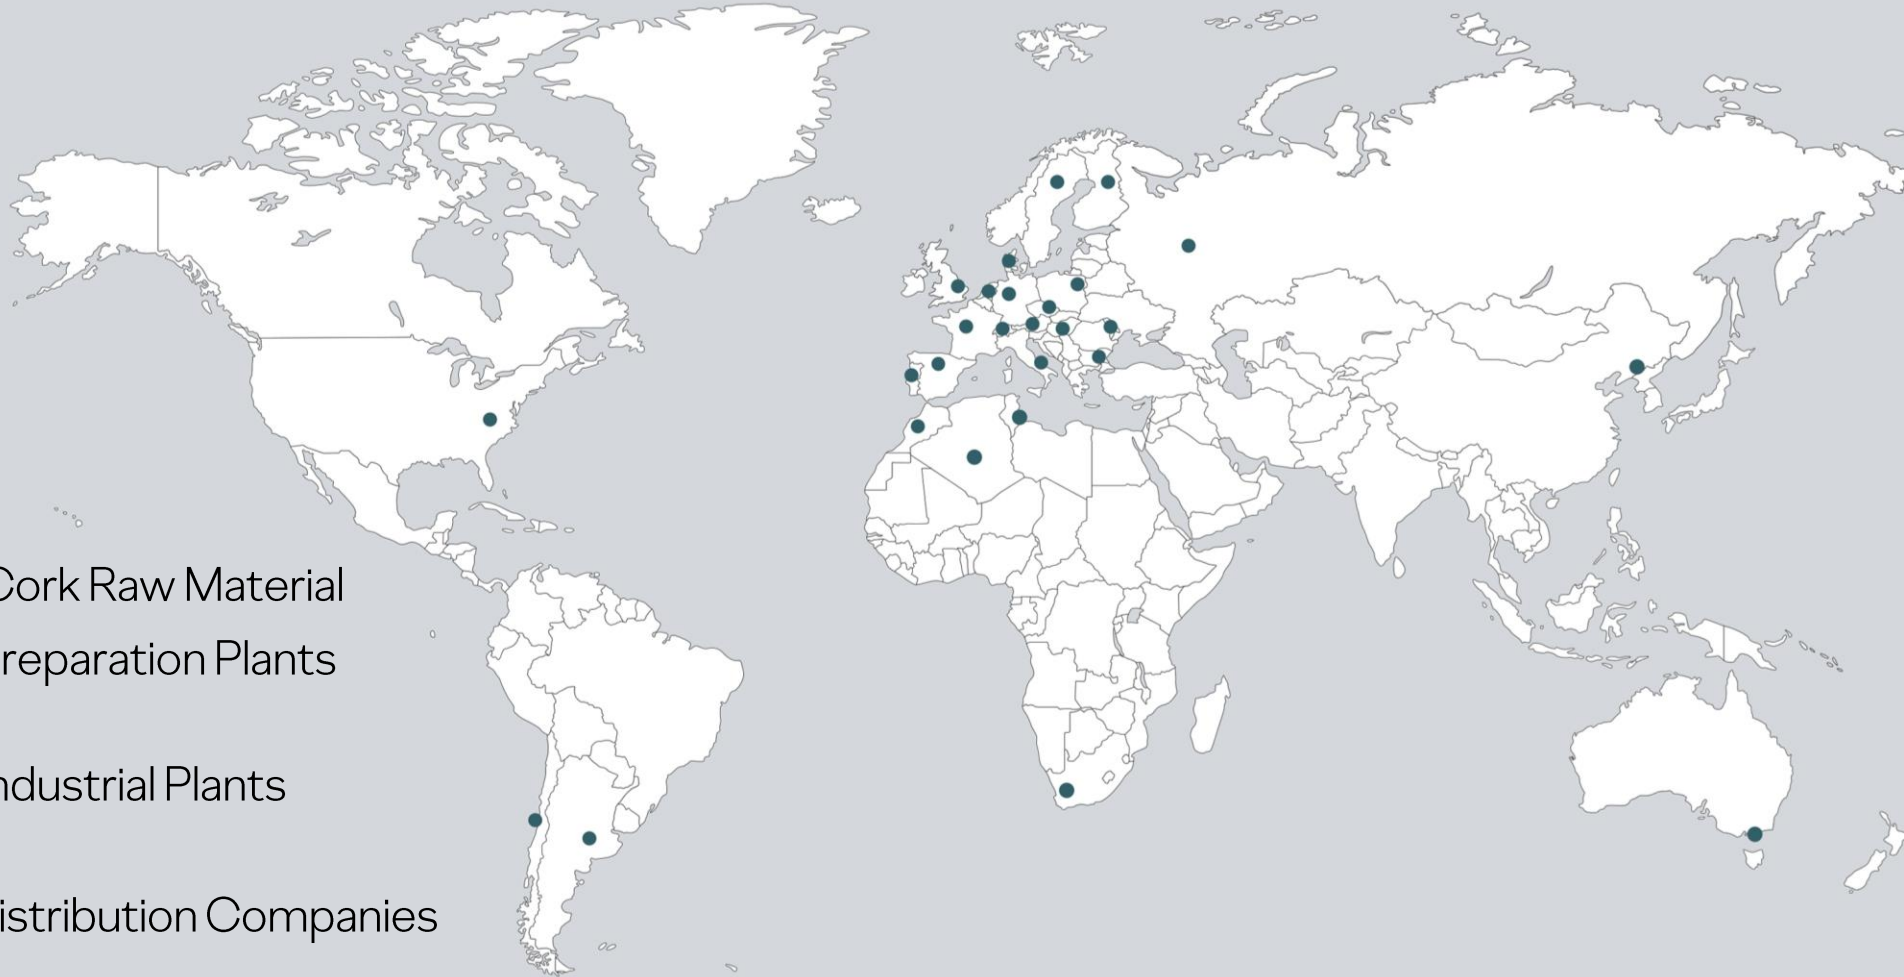 Cork Raw Material
reparation Plants
ndustrial Plants
istribution Companies